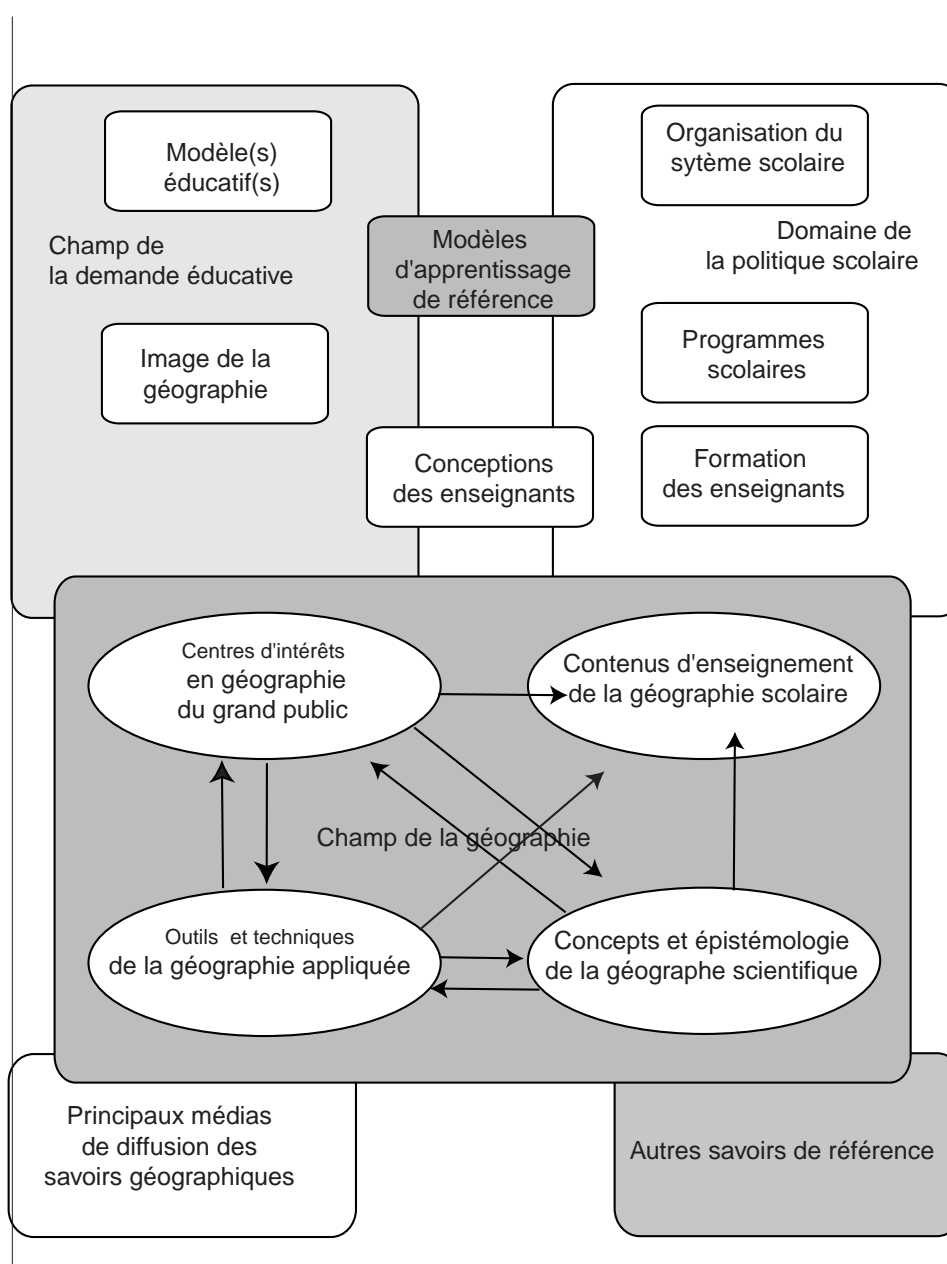 Modèle(s)
éducatif(s)
Organisation du
sytème scolaire
Champ de
la demande éducative
Modèles
d'apprentissage
de référence
Domaine de
la politique scolaire
Image de la
géographie
Programmes
scolaires
Conceptions
des enseignants
Formation
des enseignants
Centres d'intérêts
en géographie
du grand public
Contenus d'enseignement
de la géographie scolaire
Champ de la géographie
Outils et techniques
de la géographie appliquée
Concepts et épistémologie
de la géographe scientifique
Principaux médias
de diffusion des
savoirs géographiques
Autres savoirs de référence